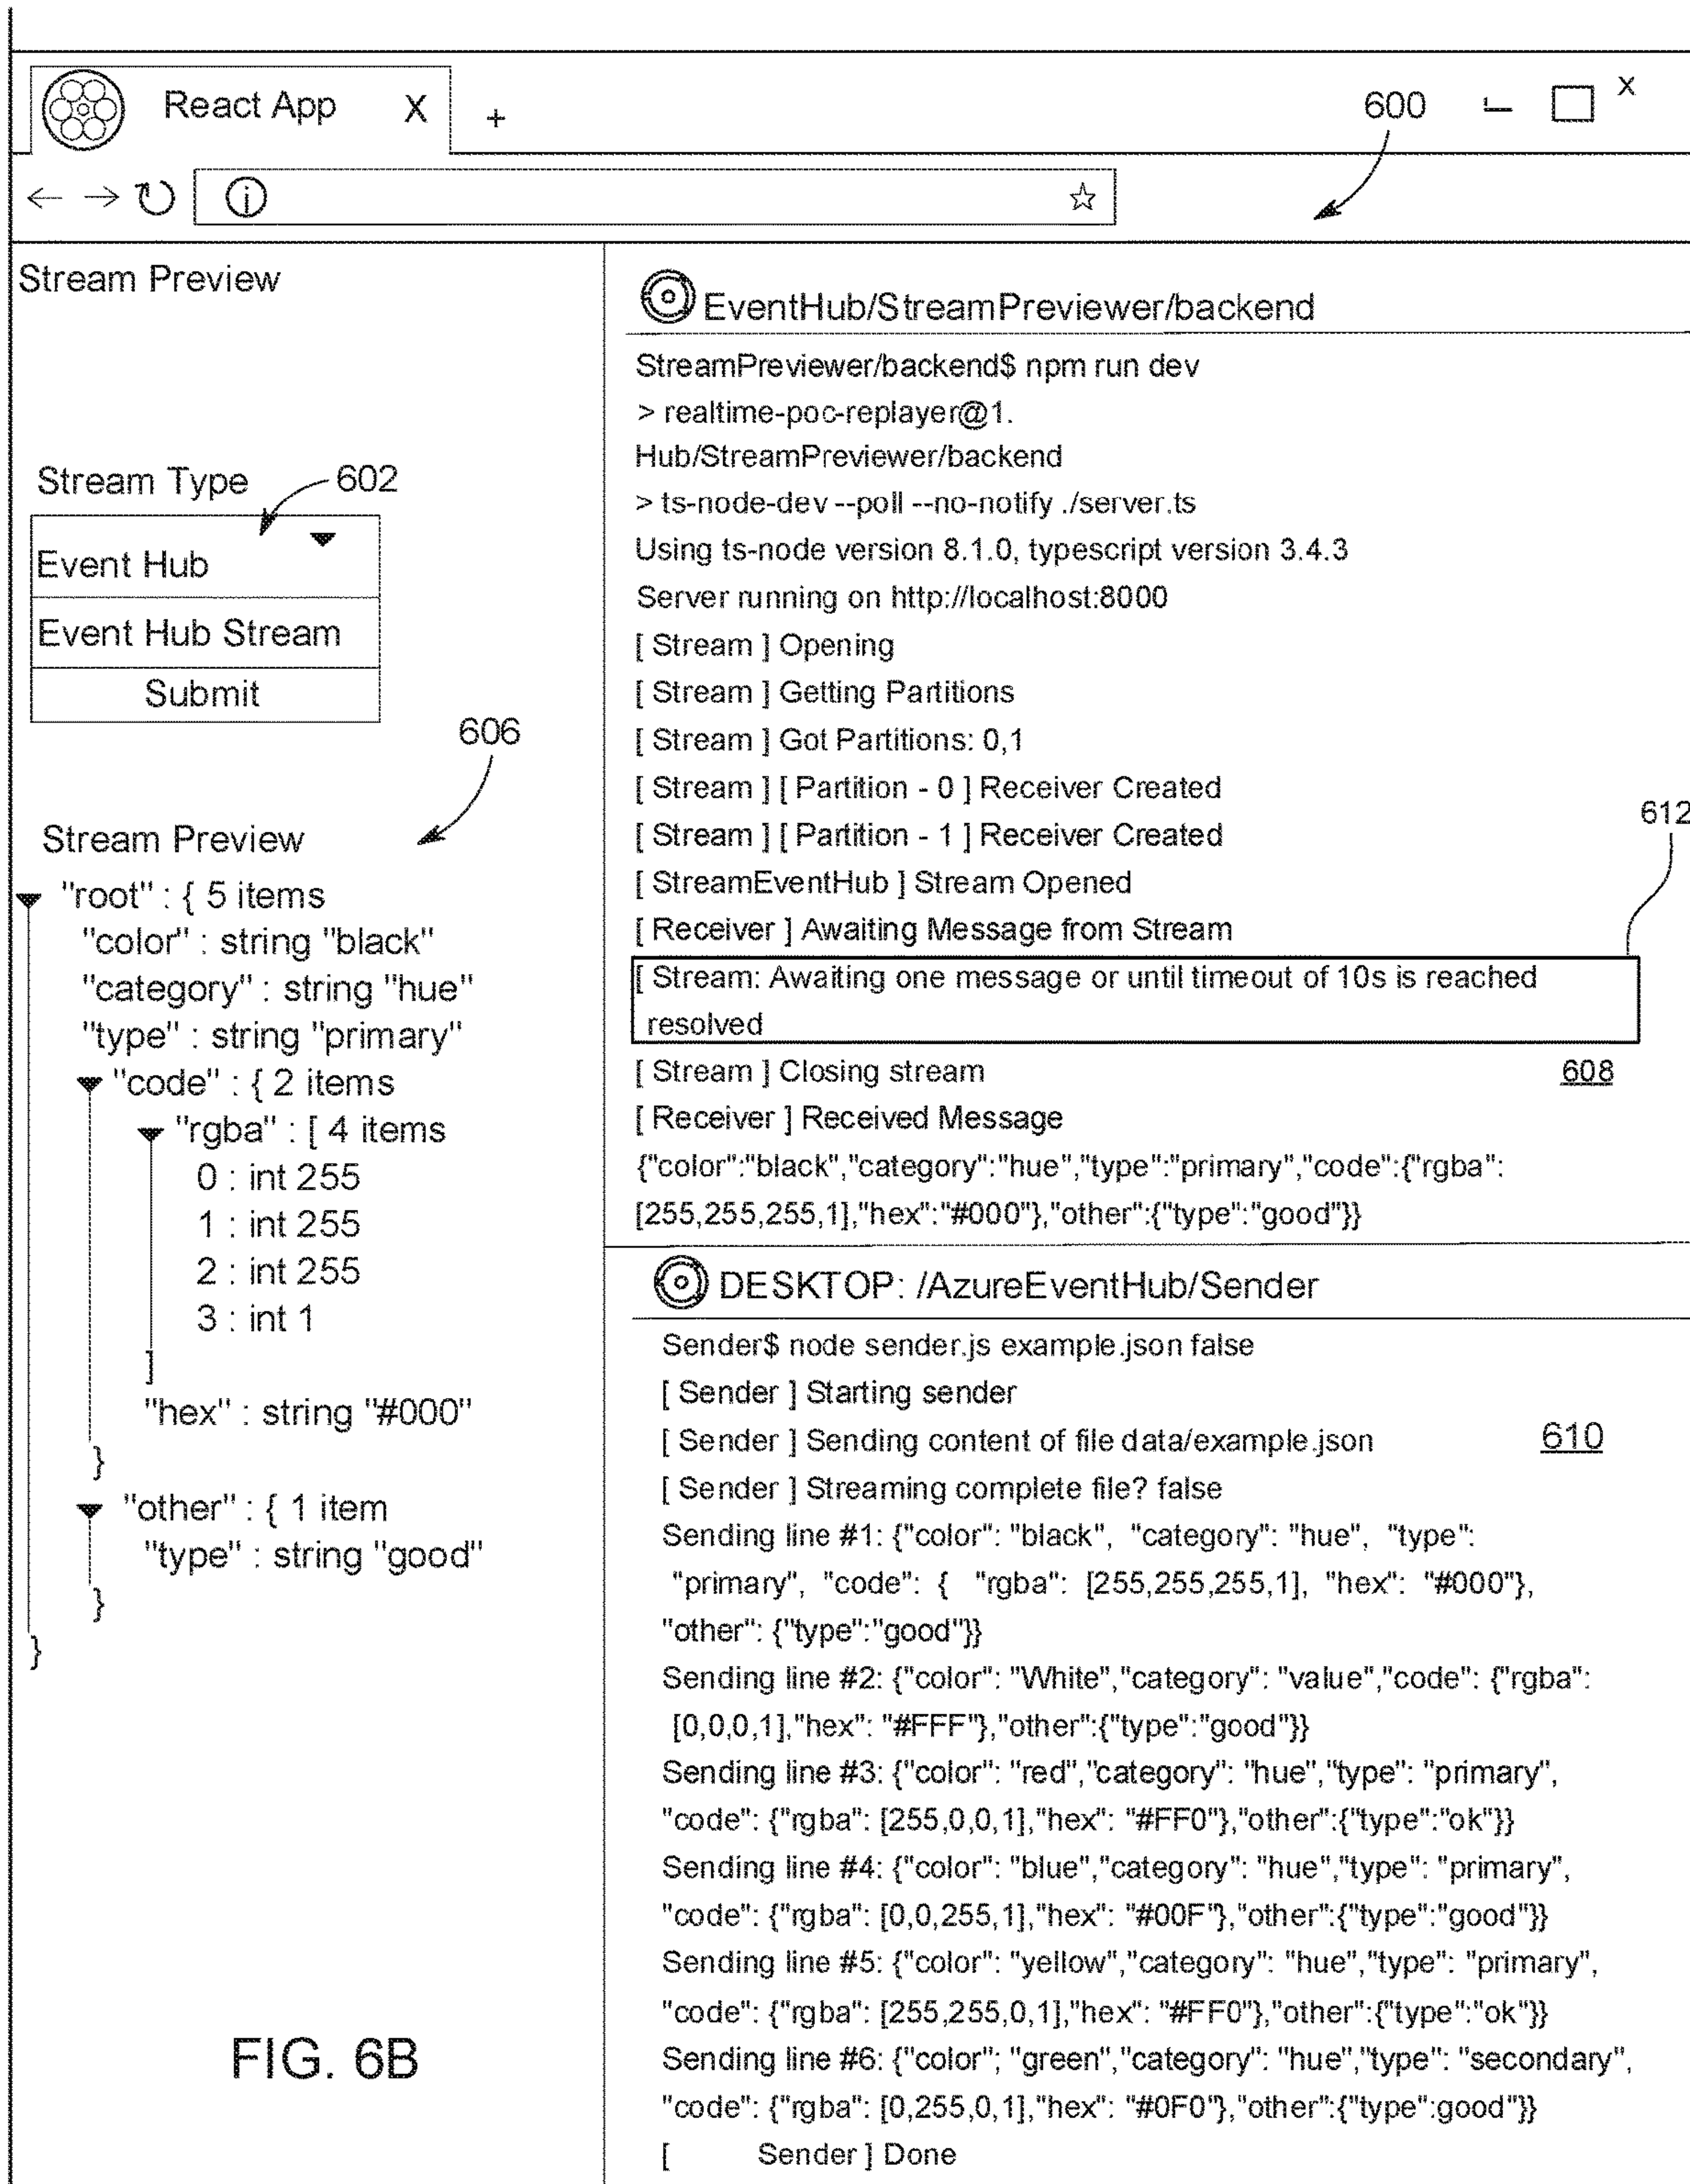 React App X +
600
x
Stream Preview
Stream Type
602
Event Hub
Event Hub Stream
Submit
606
Stream Preview
"root" : { 5 items
"color" : string "black"
"category" : string "hue"
"type" : string "primary"
"code" : { 2 items
"rgba" : [ 4 items
0 : int 255
1 : int 255
2 : int 255
3 : int 1
]
"hex" : string "#000"
}
"other" : { 1 item
"type" : string "good"
}
}
FIG. 6B
EventHub/StreamPreviewer/backend
StreamPreviewer/backend$ npm run dev
> realtime-poc-replayer@1.
Hub/StreamPreviewer/backend
> ts-node-dev --poll --no-notify ./server.ts
Using ts-node version 8.1.0, typescript version 3.4.3
Server running on http://localhost:8000
[ Stream ] Opening
[ Stream ] Getting Partitions
[ Stream ] Got Partitions: 0,1
[ Stream ] [ Partition - 0 ] Receiver Created
[ Stream ] [ Partition - 1 ] Receiver Created
612
[ StreamEventHub ] Stream Opened
[ Receiver ] Awaiting Message from Stream
[ Stream: Awaiting one message or until timeout of 10s is reached
resolved
[ Stream ] Closing stream
608
[ Receiver ] Received Message
{"color":"black","category":"hue","type":"primary","code":{"rgba":
[255,255,255,1],"hex":"#000"},"other":{"type":"good"}}
DESKTOP: /AzureEventHub/Sender
Sender$ node sender.js example.json false
[ Sender ] Starting sender
[ Sender ] Sending content of file data/example.json
610
[ Sender ] Streaming complete file? false
Sending line #1: {"color": "black", "category": "hue", "type":
"primary", "code": { "rgba": [255,255,255,1], "hex": "#000"},
"other": {"type":"good"}}
Sending line #2: {"color": "White","category": "value","code": {"rgba":
[0,0,0,1],"hex": "#FFF"},"other":{"type":"good"}}
Sending line #3: {"color": "red","category": "hue","type": "primary",
"code": {"rgba": [255,0,0,1],"hex": "#FF0"},"other":{"type":"ok"}}
Sending line #4: {"color": "blue","category": "hue","type": "primary",
"code": {"rgba": [0,0,255,1],"hex": "#00F"},"other":{"type":"good"}}
Sending line #5: {"color": "yellow","category": "hue","type": "primary",
"code": {"rgba": [255,255,0,1],"hex": "#FF0"},"other":{"type":"ok"}}
Sending line #6: {"color"; "green","category": "hue","type": "secondary",
"code": {"rgba": [0,255,0,1],"hex": "#0F0"},"other":{"type":good"}}
[ Sender ] Done